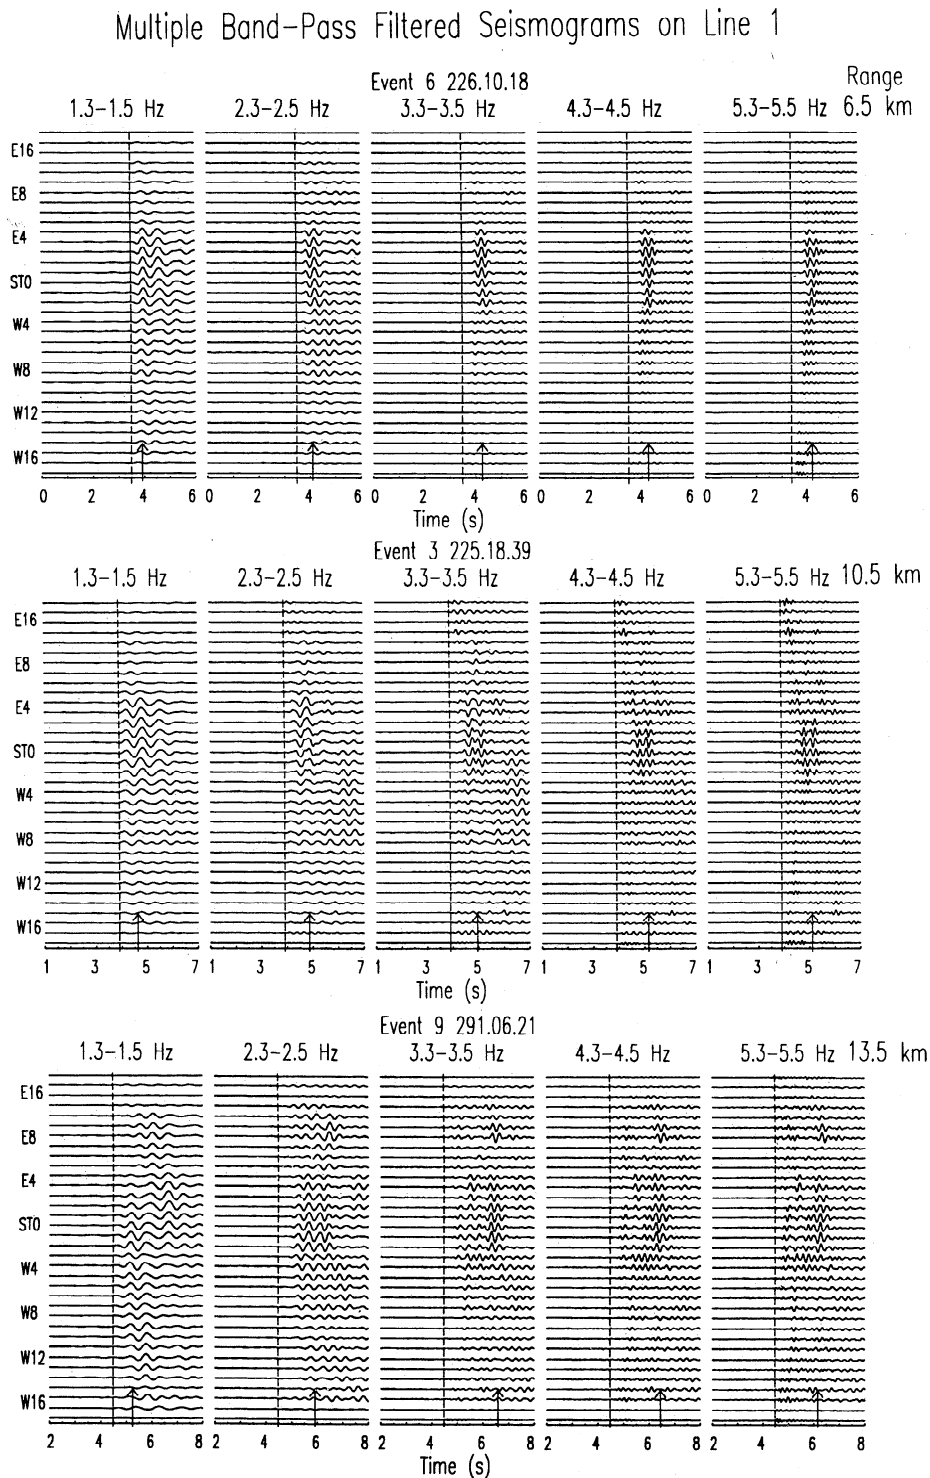 Multiple Band-Pass Filtered Seismograms on Line 1
Event 6 226.10.18
Range
1.3-1.5 Hz 2.3-2.5 Hz 3.3-3.5 Hz 4.3-4.5 Hz 5.3-5.5 Hz 6.5 km
E16
E8
E4
ST0
W4
W8
W12
W16
0 2 4 6 0 2 4 6 0 2 4 6 0 2 4 6 0 2 4 6
Time (s)
Event 3 225.18.39
1.3-1.5 Hz 2.3-2.5 Hz 3.3-3.5 Hz 4.3-4.5 Hz 5.3-5.5 Hz 10.5 km
E16
E8
E4
ST0
W4
W8
W12
W16
1 3 5 7 1 3 5 7 1 3 5 7 1 3 5 7 1 3 5 7
Time (s)
Event 9 291.06.21
1.3-1.5 Hz 2.3-2.5 Hz 3.3-3.5 Hz 4.3-4.5 Hz 5.3-5.5 Hz 13.5 km
E16
E8
E4
ST0
W4
W8
W12
W16
2 4 6 8 2 4 6 8 2 4 6 8 2 4 6 8 2 4 6 8
Time (s)